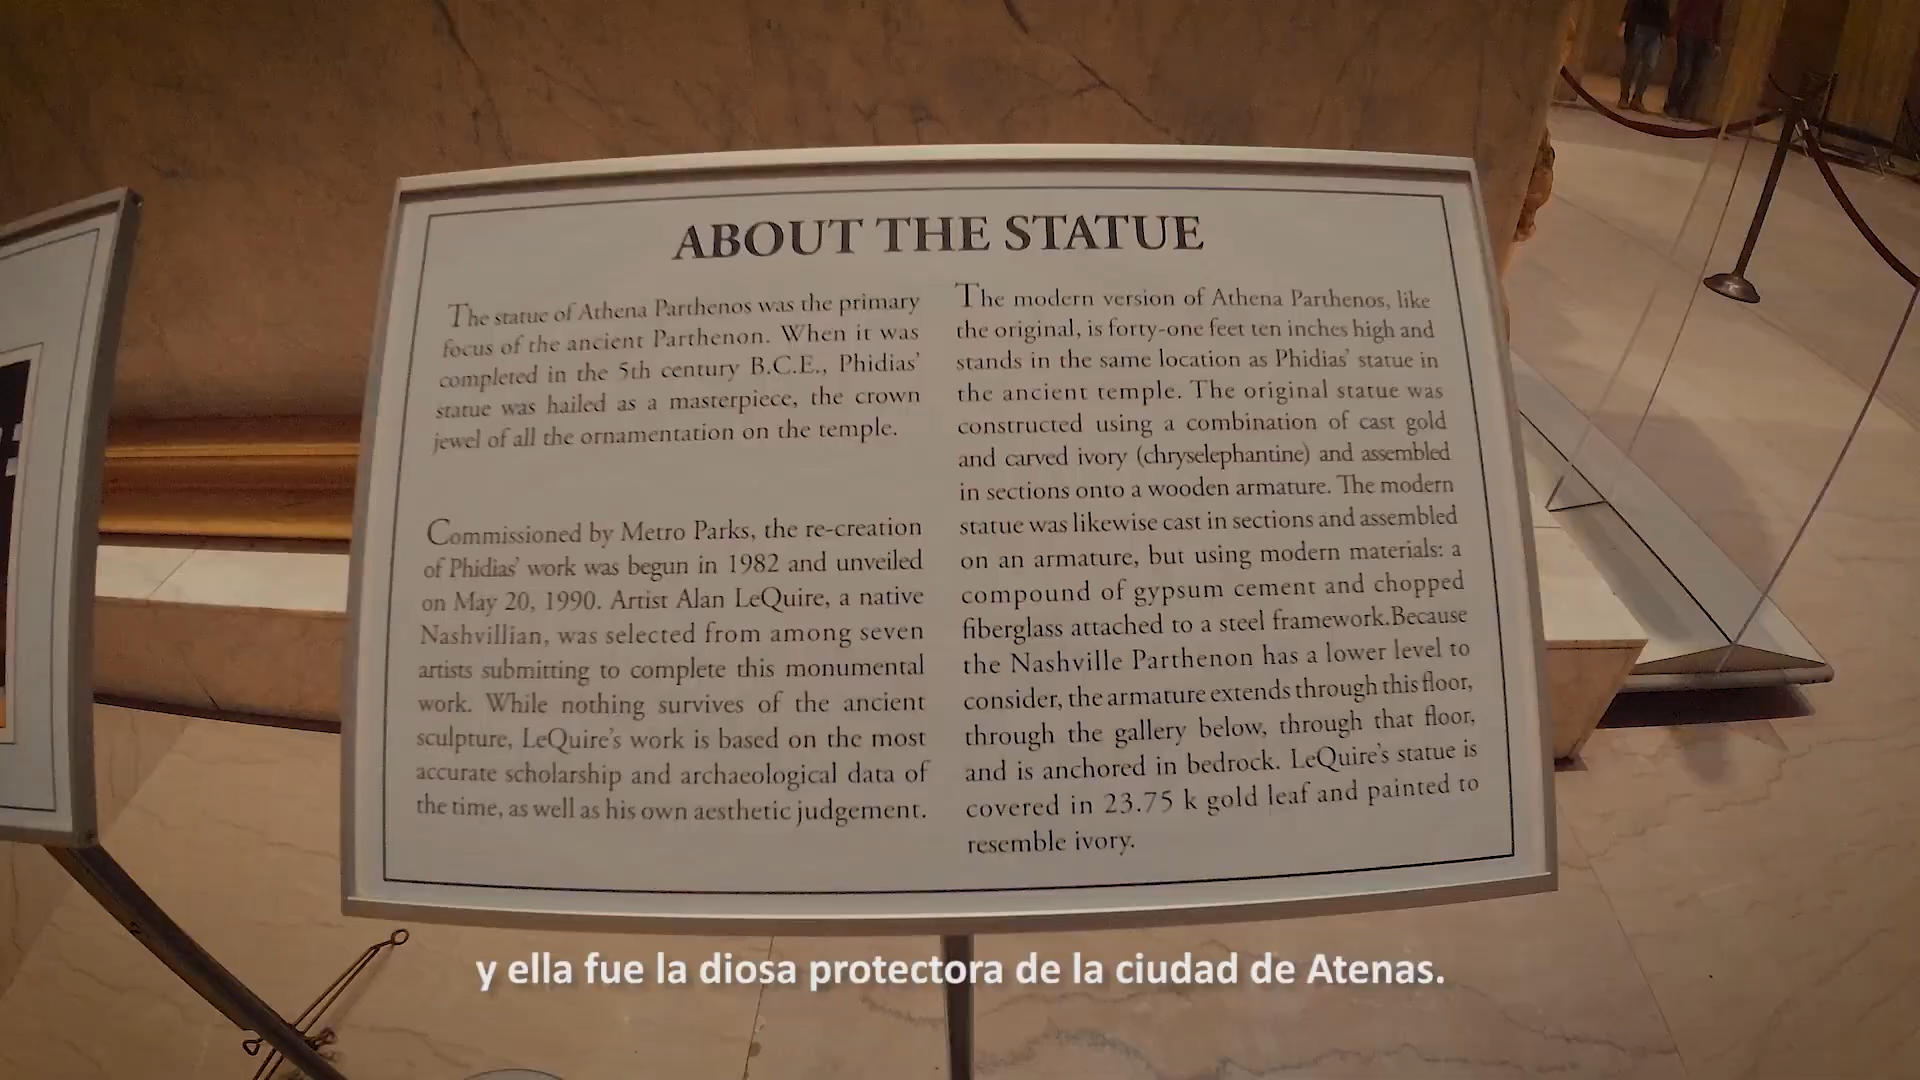 ABOUT THE STATUE
The statue of Athena Parthenos was the primary
focus of the ancient Parthenon. When it was
completed in the 5th century B.C.E., Phidias'
statue was hailed as a masterpiece, the crown
jewel of all the ornamentation on the temple.
Commissioned by Metro Parks, the re-creation
of Phidias' work was begun in 1982 and unveiled
on May 20, 1990. Artist Alan LeQuire, a native
Nashvillian, was selected from among seven
artists submitting to complete this monumental
work. While nothing survives of the ancient
sculpture, LeQuire's work is based on the most
accurate scholarship and archaeological data of
the time, as well as his own aesthetic judgement.
The modern version of Athena Parthenos, like
the original, is forty-one feet ten inches high and
stands in the same location as Phidias' statue in
the ancient temple. The original statue was
constructed using a combination of cast gold
and carved ivory (chryselephantine) and assembled
in sections onto a wooden armature. The modern
statue was likewise cast in sections and assembled
on an armature, but using modern materials: a
compound of gypsum cement and chopped
fiberglass attached to a steel framework.Because
the Nashville Parthenon has a lower level to
consider, the armature extends through this floor,
through the gallery below, through that floor,
and is anchored in bedrock. LeQuire's statue is
covered in 23.75 k gold leaf and painted to
resemble ivory.
y ella fue la diosa protectora de la ciudad de Atenas.